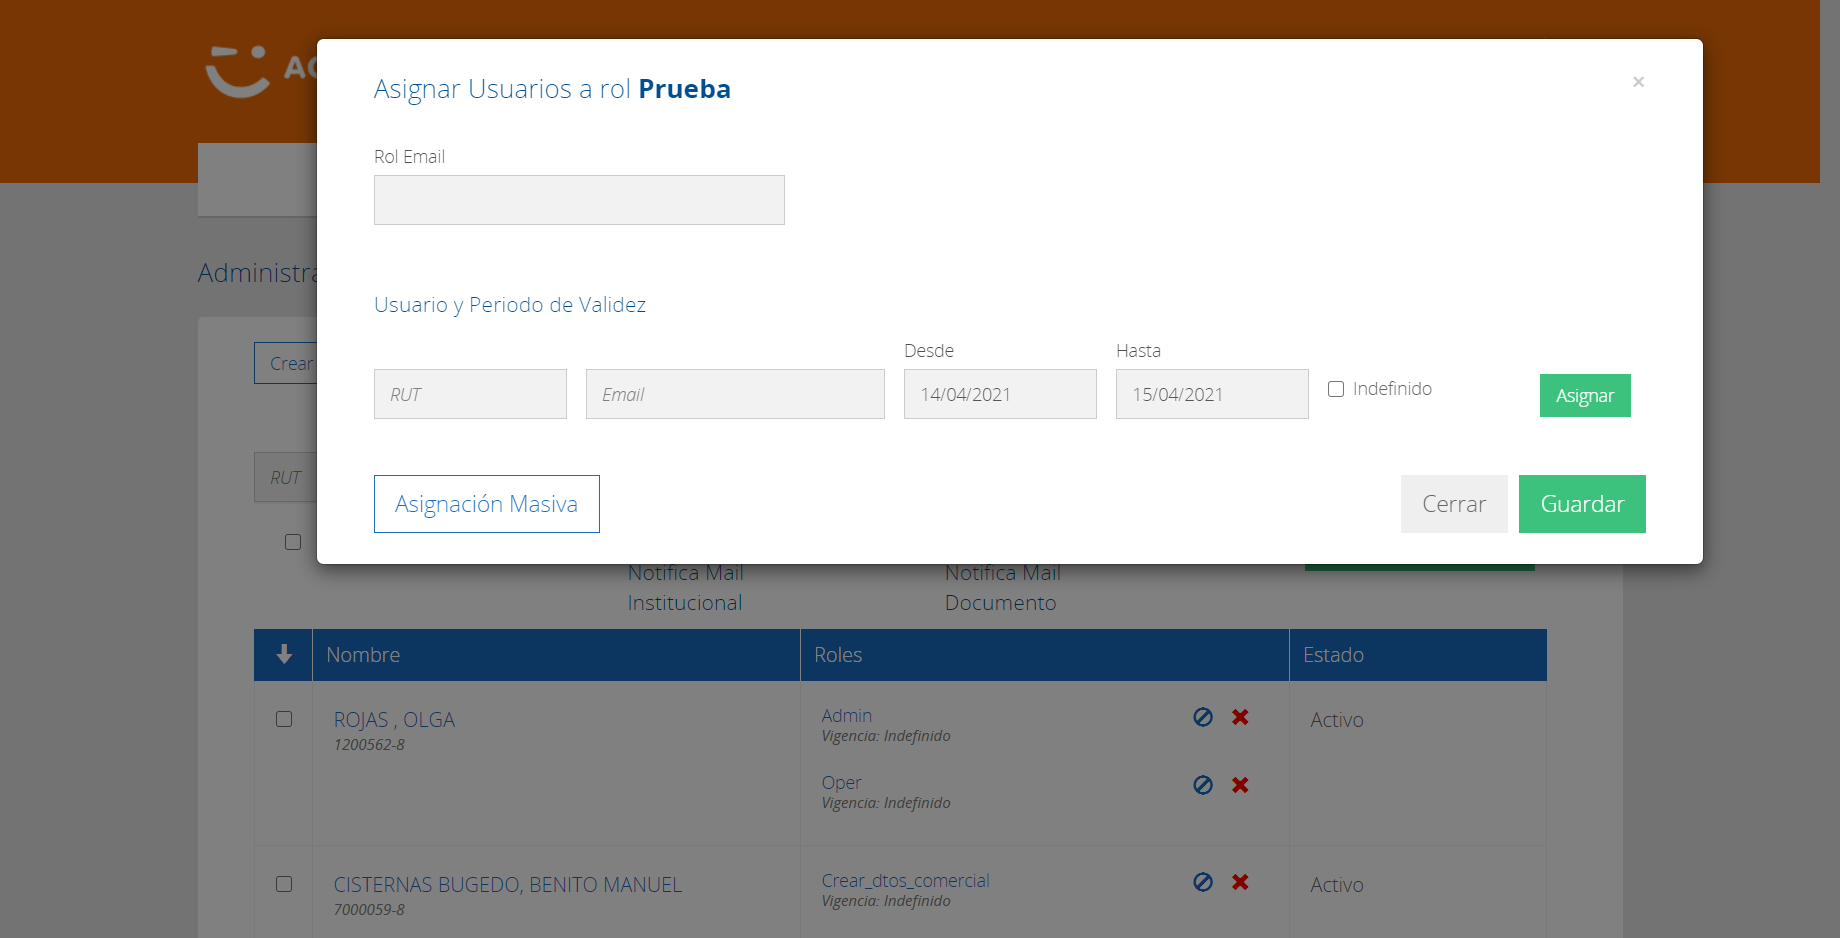 Asignar Usuarios a rol Prueba
×
Rol Email
Usuario y Periodo de Validez
Desde
Hasta
RUT
Email
14/04/2021
15/04/2021
Indefinido
Asignar
Asignación Masiva
Cerrar
Guardar
Crear
RUT
Notifica Mail
Institucional
Notifica Mail
Documento
Nombre
Roles
Estado
ROJAS , OLGA
1200562-8
Admin
Vigencia: Indefinido
Oper
Vigencia: Indefinido
Activo
CISTERNAS BUGEDO, BENITO MANUEL
7000059-8
Crear_dtos_comercial
Vigencia: Indefinido
Activo